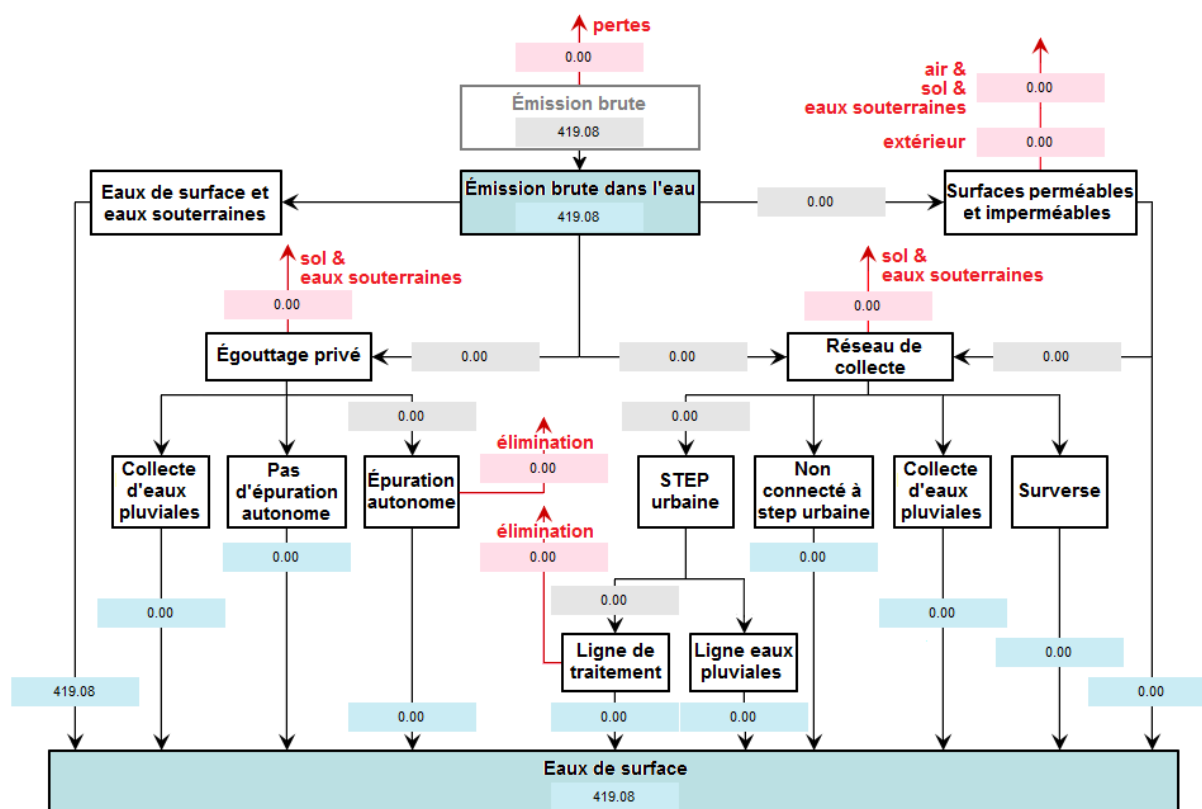 pertes
0.00
Émission brute
419.08
air &
sol &
eaux souterraines
0.00
extérieur
0.00
Eaux de surface et
eaux souterraines
Émission brute dans l'eau
419.08
0.00
Surfaces perméables
et imperméables
sol &
eaux souterraines
0.00
sol &
eaux souterraines
0.00
Égouttage privé
0.00
0.00
Réseau de
collecte
0.00
0.00
0.00
élimination
0.00
Collecte
d'eaux
pluviales
Pas
d'épuration
autonome
Épuration
autonome
STEP
urbaine
Non
connecté à
step urbaine
Collecte
d'eaux
pluviales
Surverse
élimination
0.00
0.00
0.00
0.00
0.00
0.00
Ligne de
traitement
Ligne eaux
pluviales
0.00
419.08
0.00
0.00
0.00
0.00
Eaux de surface
419.08